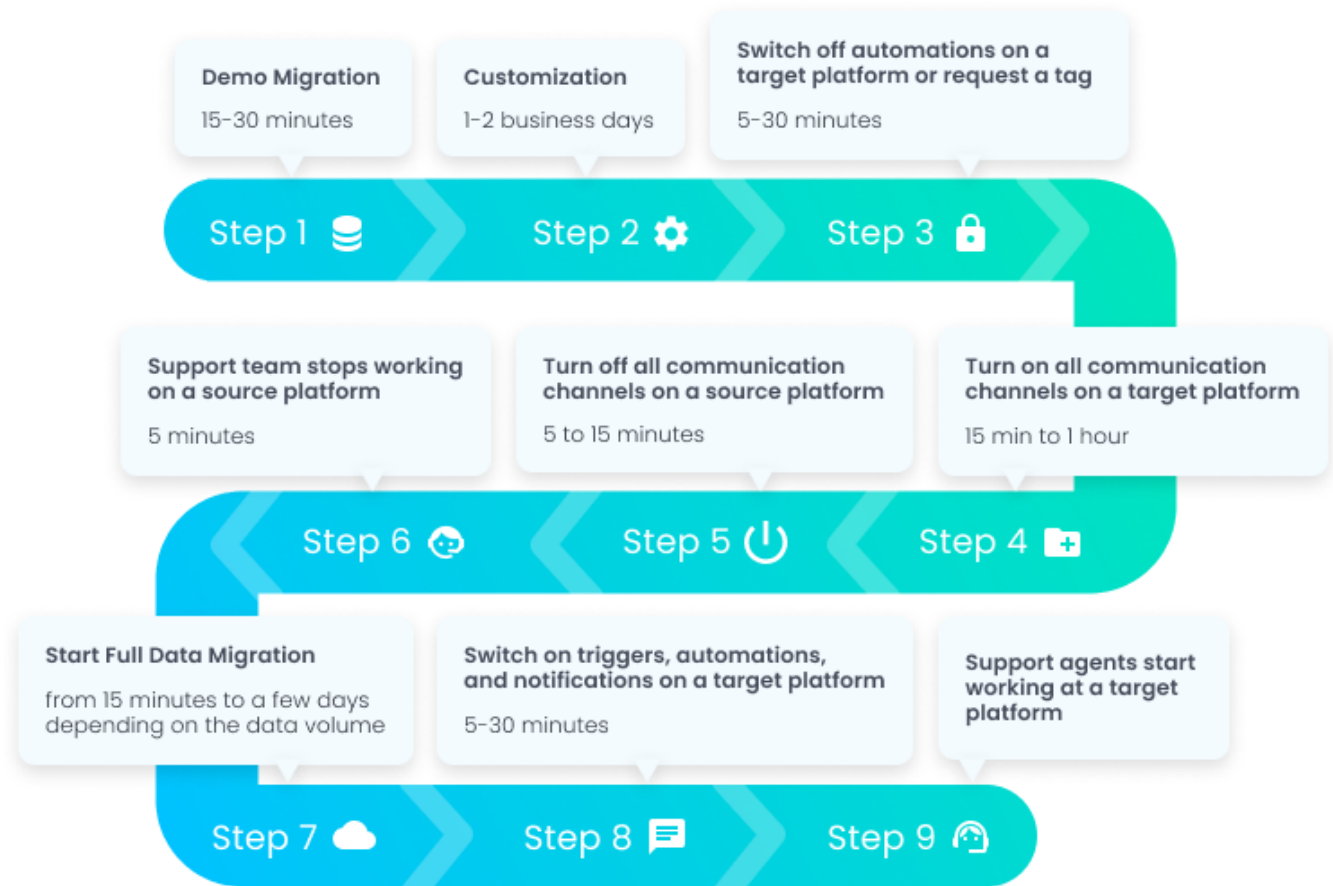 Demo Migration
15-30 minutes
Step 1
Customization
1-2 business days
Step 2
Switch off automations on a
target platform or request a tag
5-30 minutes
Step 3
Turn on all communication
channels on a target platform
15 min to 1 hour
Step 4
Turn off all communication
channels on a source platform
5 to 15 minutes
Step 5
Support team stops working
on a source platform
5 minutes
Step 6
Start Full Data Migration
from 15 minutes to a few days
depending on the data volume
Step 7
Switch on triggers, automations,
and notifications on a target platform
5-30 minutes
Step 8
Support agents start
working at a target
platform
Step 9